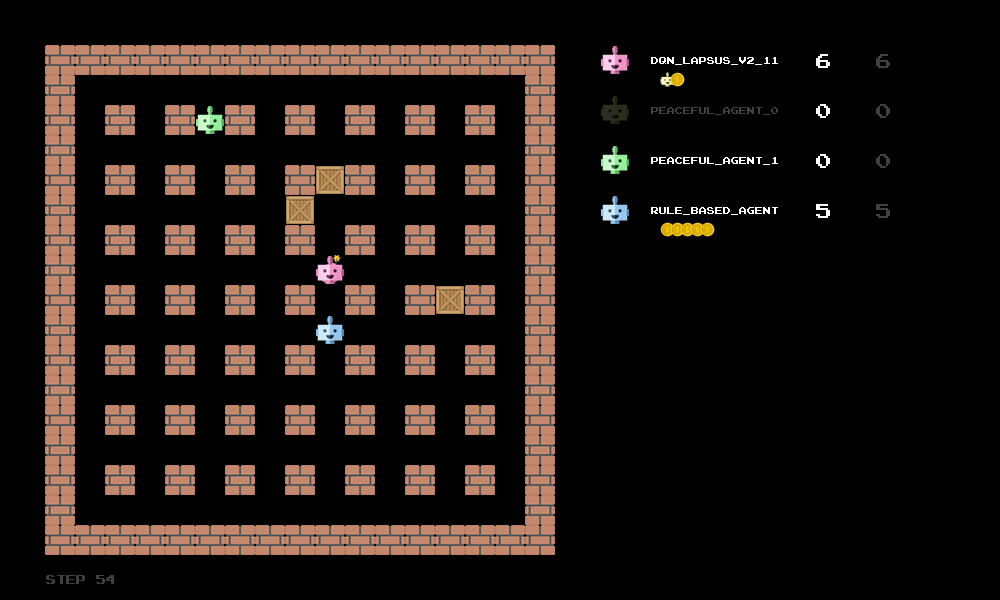 DQN_LAPSUS_V2_11 6 6
PEACEFUL_AGENT_0 0 0
PEACEFUL_AGENT_1 0 0
RULE_BASED_AGENT 5 5
STEP 54